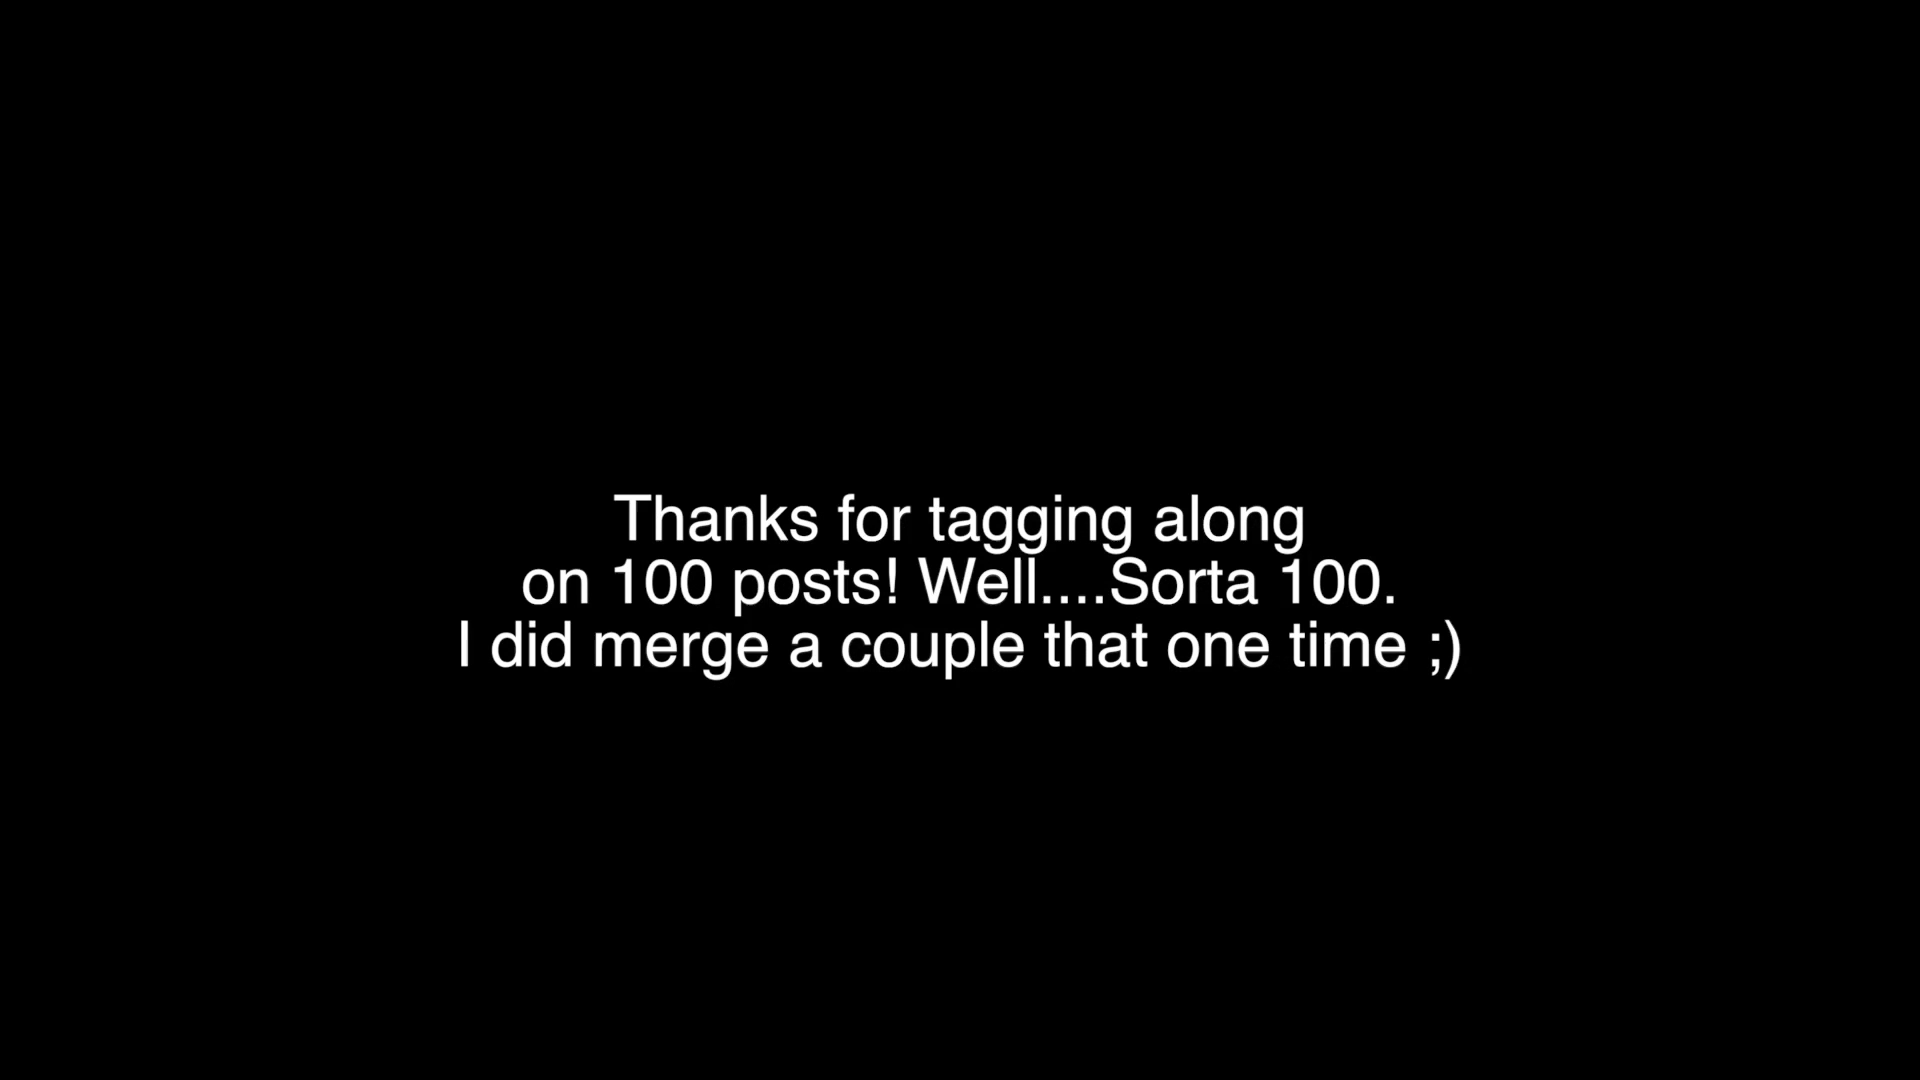 Thanks for tagging along
on 100 posts! Well....Sorta 100.
I did merge a couple that one time ;)